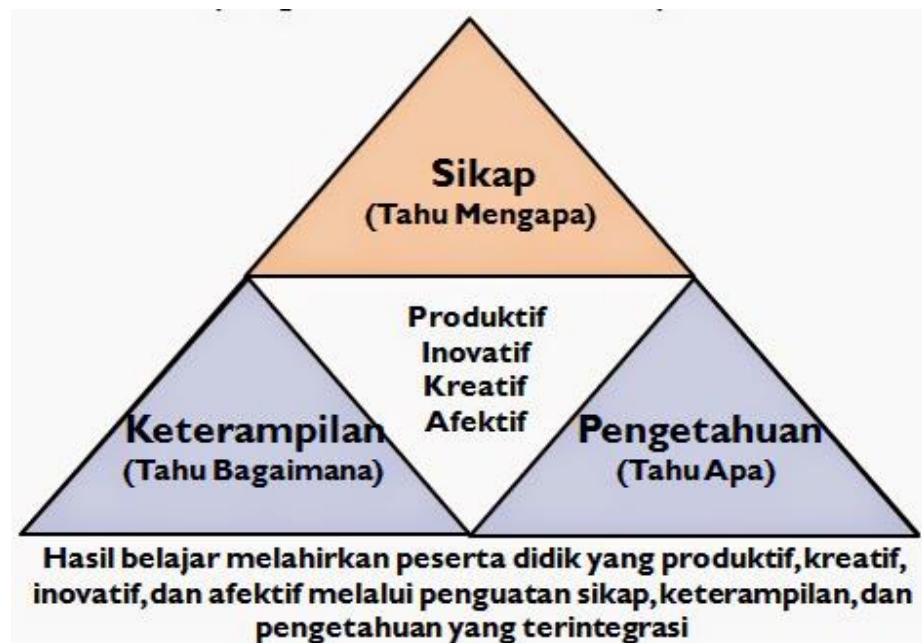 Sikap
(Tahu Mengapa)
Produktif
Inovatif
Kreatif
Afektif
Keterampilan
(Tahu Bagaimana)
Pengetahuan
(Tahu Apa)
Hasil belajar melahirkan peserta didik yang produktif, kreatif,
inovatif, dan afektif melalui penguatan sikap, keterampilan, dan
pengetahuan yang terintegrasi